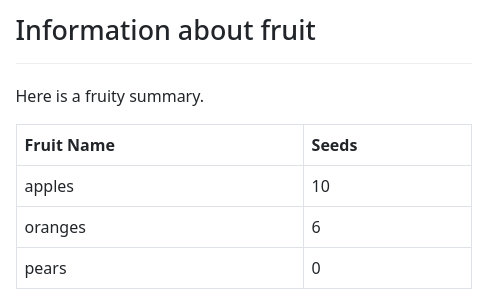 Information about fruit
Here is a fruity summary.
Fruit Name Seeds
apples 10
oranges 6
pears 0